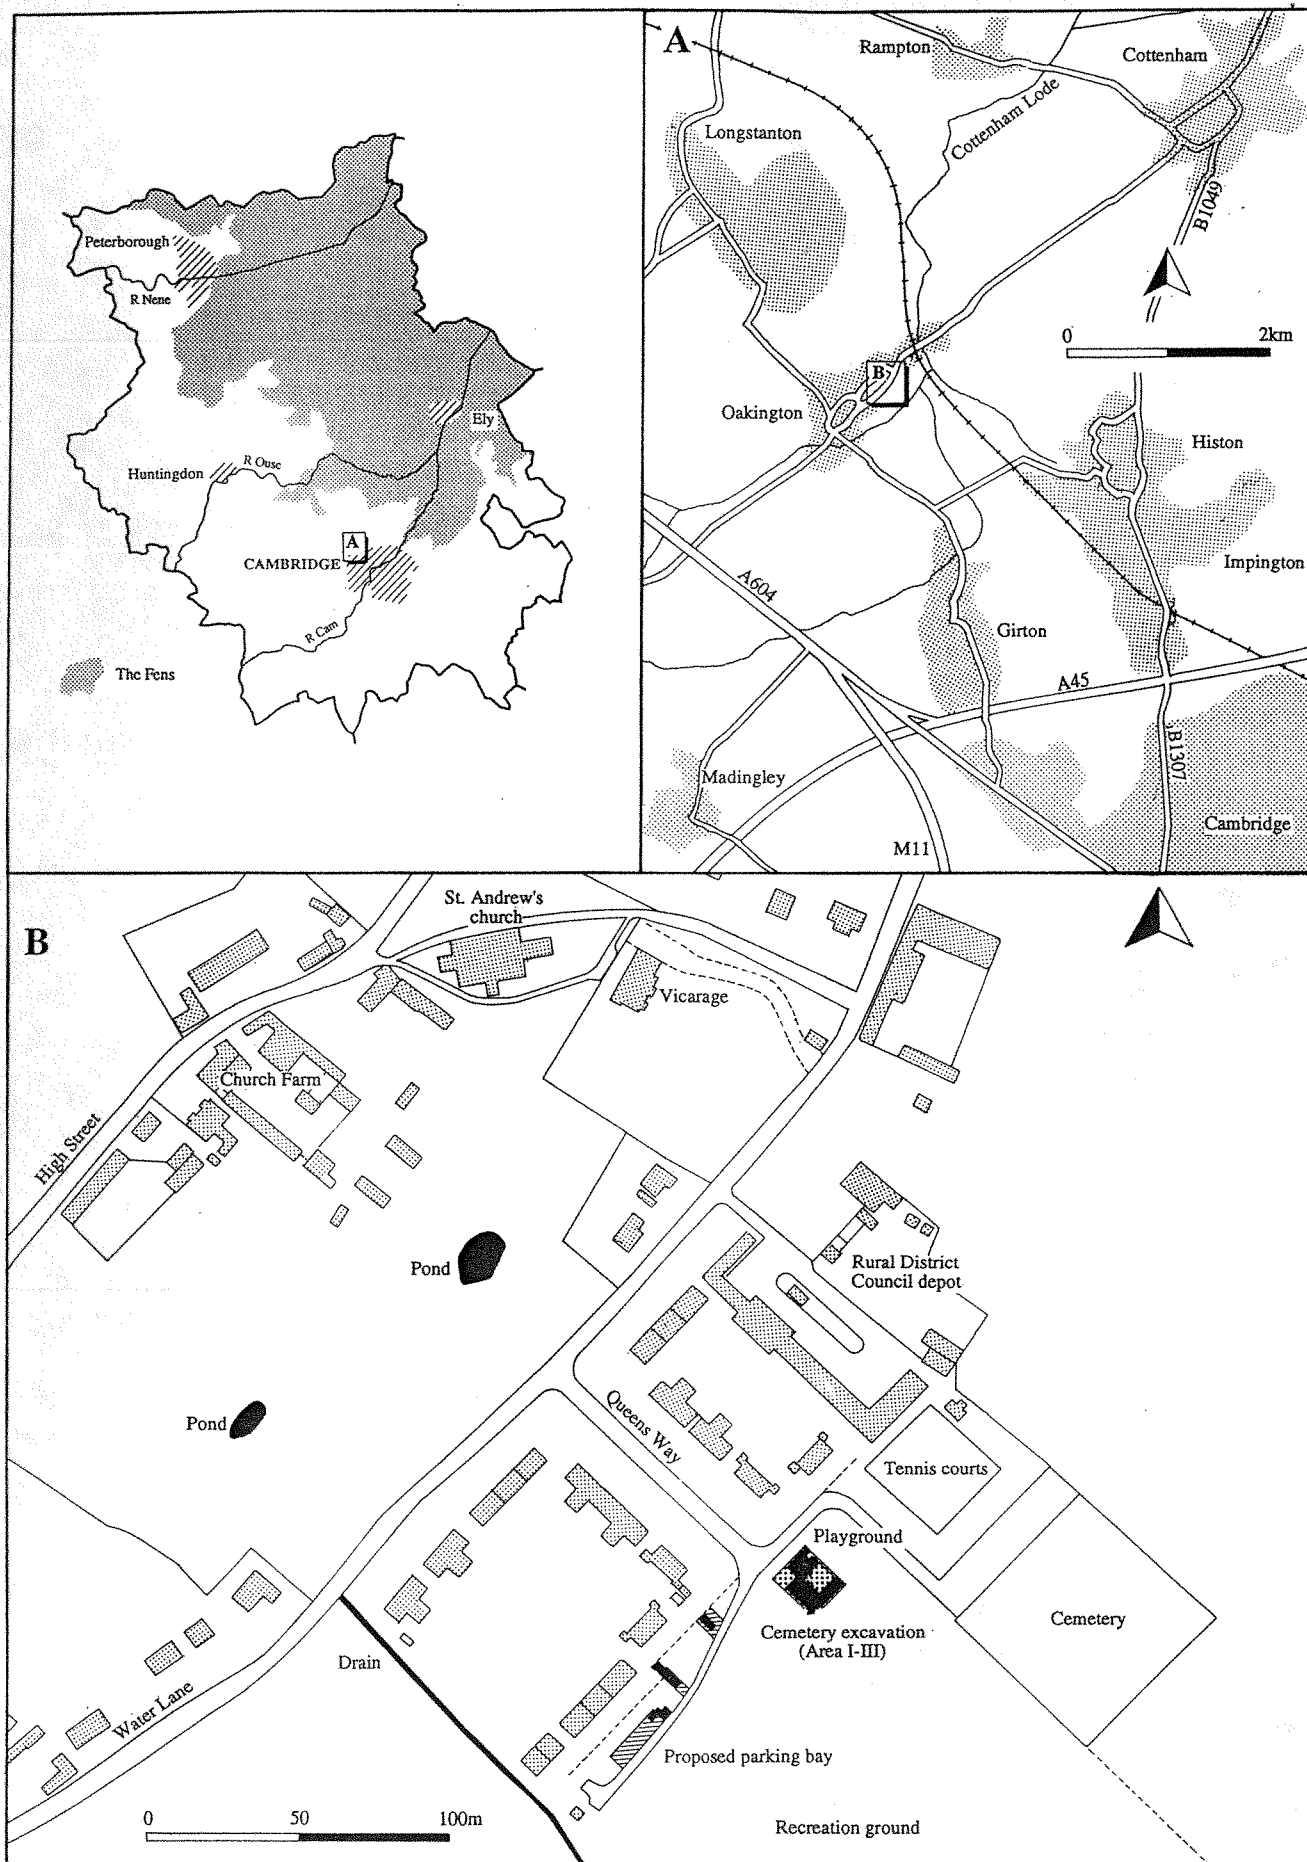 Peterborough
R Nene
Ely
Huntingdon
R Ouse
A
CAMBRIDGE
R Cam
The Fens
A
Rampton
Cottenham
Longstanton
Cottenham Lode
B1049
0 2km
B
Oakington
Histon
Impington
A604
Girton
A45
B1307
Madingley
Cambridge
M11
B
St. Andrew's
church
Vicarage
Church Farm
High Street
Pond
Rural District
Council depot
Pond
Queens Way
Tennis courts
Playground
Cemetery excavation
(Area I-III)
Cemetery
Drain
Water Lane
Proposed parking bay
0 50 100m
Recreation ground